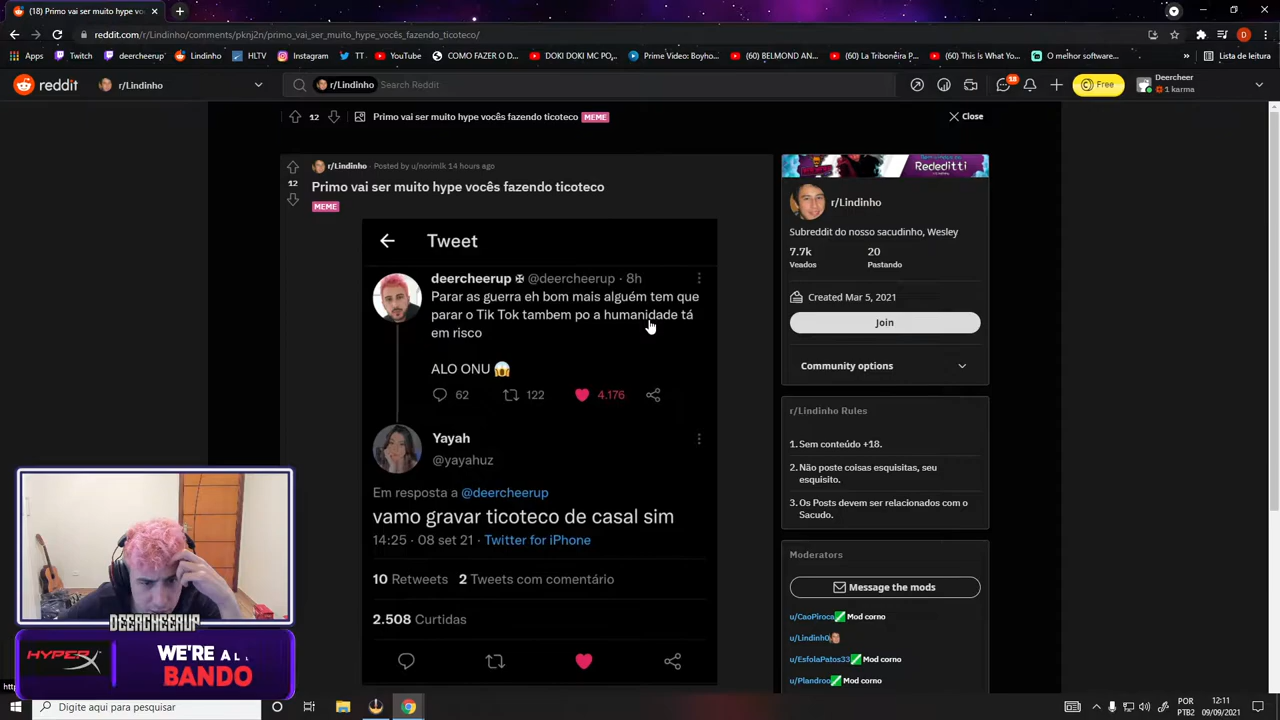 (18) Primo vai ser muito hype voc
reddit.com/r/Lindinho/comments/pknj2n/primo_vai_ser_muito_hype_vocês_fazendo_ticoteco/
Apps Twitch deercheerup Lindinho HLTV Instagram TT YouTube COMO FAZER O D... DOKI DOKI MC PO... Prime Video: Boyho... (60) BELMOND AN... (60) La Tribonêira P... (60) This Is What Y... O melhor software... » Lista de leitura
reddit r/Lindinho r/Lindinho Search Reddit 18 Free Deercheer
1 karma
12 Primo vai ser muito hype vocês fazendo ticoteco MEME Close
r/Lindinho · Posted by u/norimlk 14 hours ago
12
Primo vai ser muito hype vocês fazendo ticoteco
MEME
Tweet
deercheerup ✠ @deercheerup · 8h
Parar as guerra eh bom mais alguém tem que
parar o Tik Tok tambem po a humanidade tá
em risco
ALO ONU 😱
62 122 4.176
Yayah
@yayahuz
Em resposta a @deercheerup
vamo gravar ticoteco de casal sim
14:25 · 08 set 21 · Twitter for iPhone
10 Retweets 2 Tweets com comentário
2.508 Curtidas
Rededitti
r/Lindinho
Subreddit do nosso sacudinho, Wesley
7.7k 20
Veados Pastando
Created Mar 5, 2021
Join
Community options
r/Lindinho Rules
1. Sem conteúdo +18.
2. Não poste coisas esquisitas, seu
esquisito.
3. Os Posts devem ser relacionados com o
Sacudo.
Moderators
Message the mods
u/CaoPiroca Mod corno
u/Lindinh0
u/EsfolaPatos33 Mod corno
u/Plandroo Mod corno
DEERCHEERUP
HYPERX
WE'RE AL
BANDO
Digite aqui para pesquisar
POR
PTB2
12:11
09/09/2021